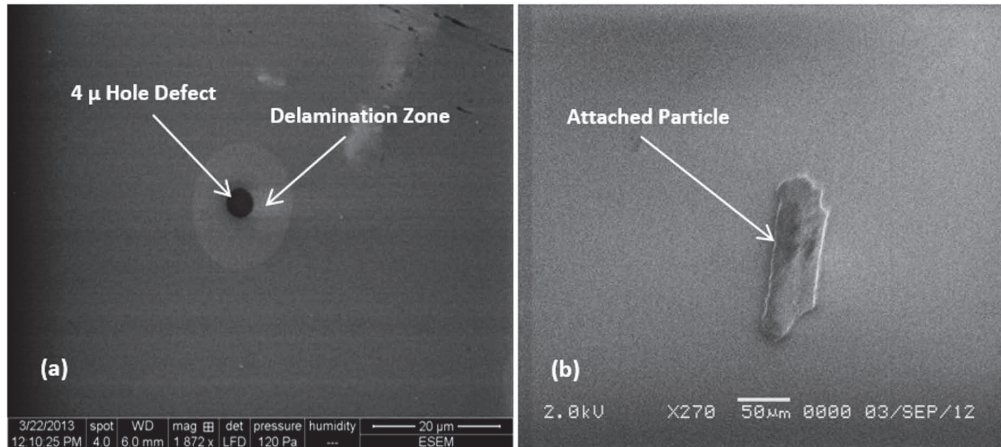 4 µ Hole Defect
Delamination Zone
(a)
3/22/2013 spot WD mag det pressure humidity 20 µm
12:10:25 PM 4.0 6.0 mm 1 872 x LFD 120 Pa --- ESEM
Attached Particle
(b)
2.0kV X270 50µm 0000 03/SEP/12